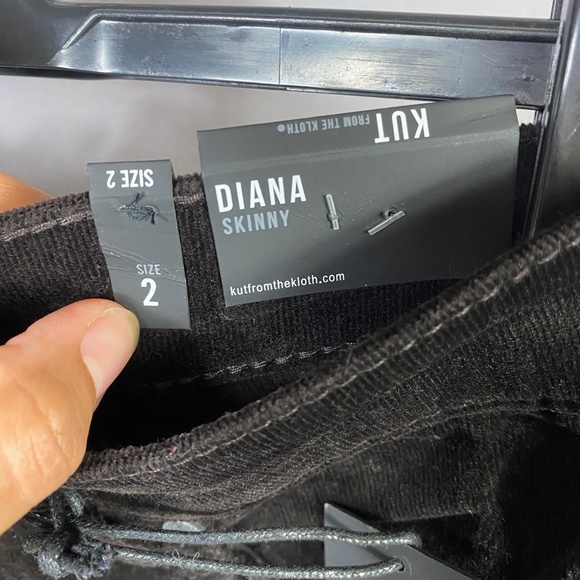 SIZE 2
SIZE
2
KUT
FROM THE KLOTH
DIANA
SKINNY
kutfromthekloth.com